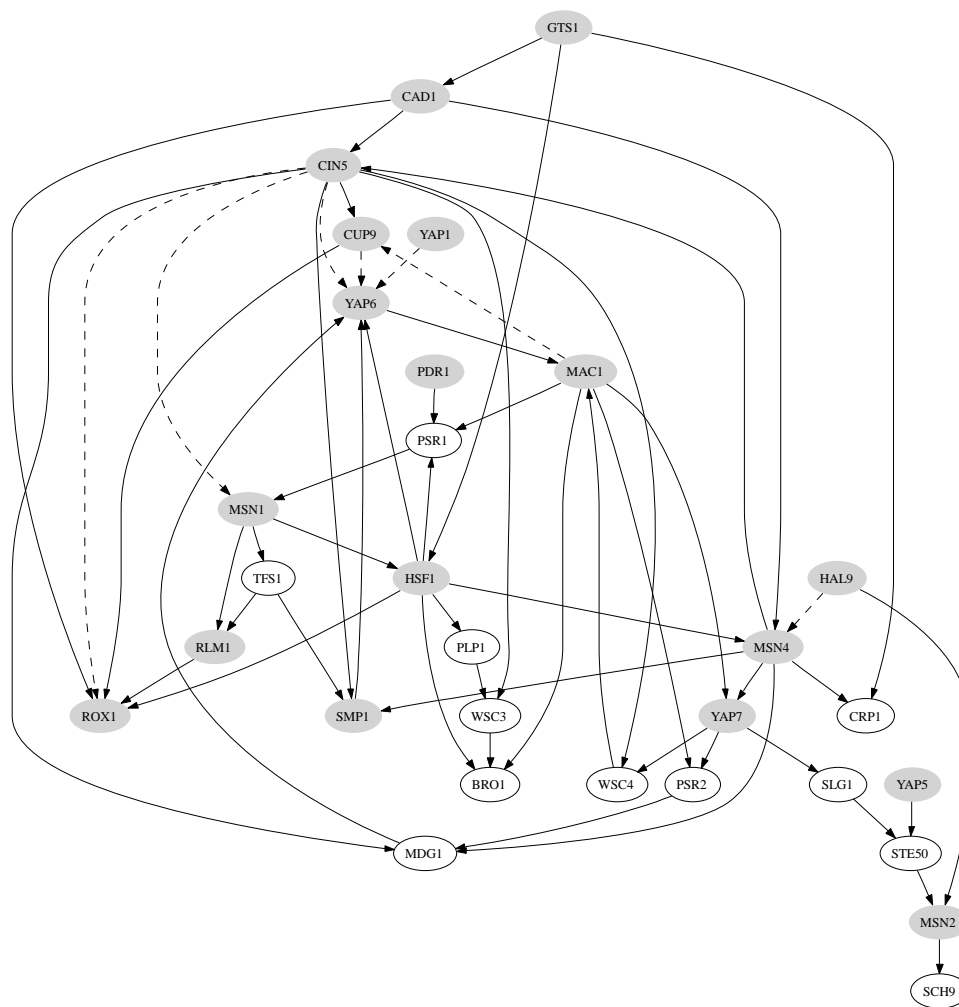 GTS1
CAD1
CIN5
CUP9
YAP1
YAP6
PDR1
MAC1
PSR1
MSN1
TFS1
HSF1
HAL9
RLM1
PLP1
MSN4
ROX1
SMP1
WSC3
YAP7
CRP1
BRO1
WSC4
PSR2
SLG1
YAP5
MDG1
STE50
MSN2
SCH9